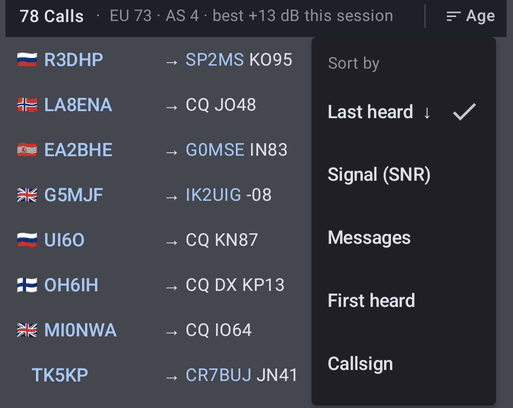 78 Calls · EU 73 · AS 4 · best +13 dB this session Age
R3DHP → SP2MS KO95
LA8ENA → CQ JO48
EA2BHE → G0MSE IN83
G5MJF → IK2UIG -08
UI6O → CQ KN87
OH6IH → CQ DX KP13
MI0NWA → CQ IO64
TK5KP → CR7BUJ JN41
Sort by
Last heard ↓
Signal (SNR)
Messages
First heard
Callsign